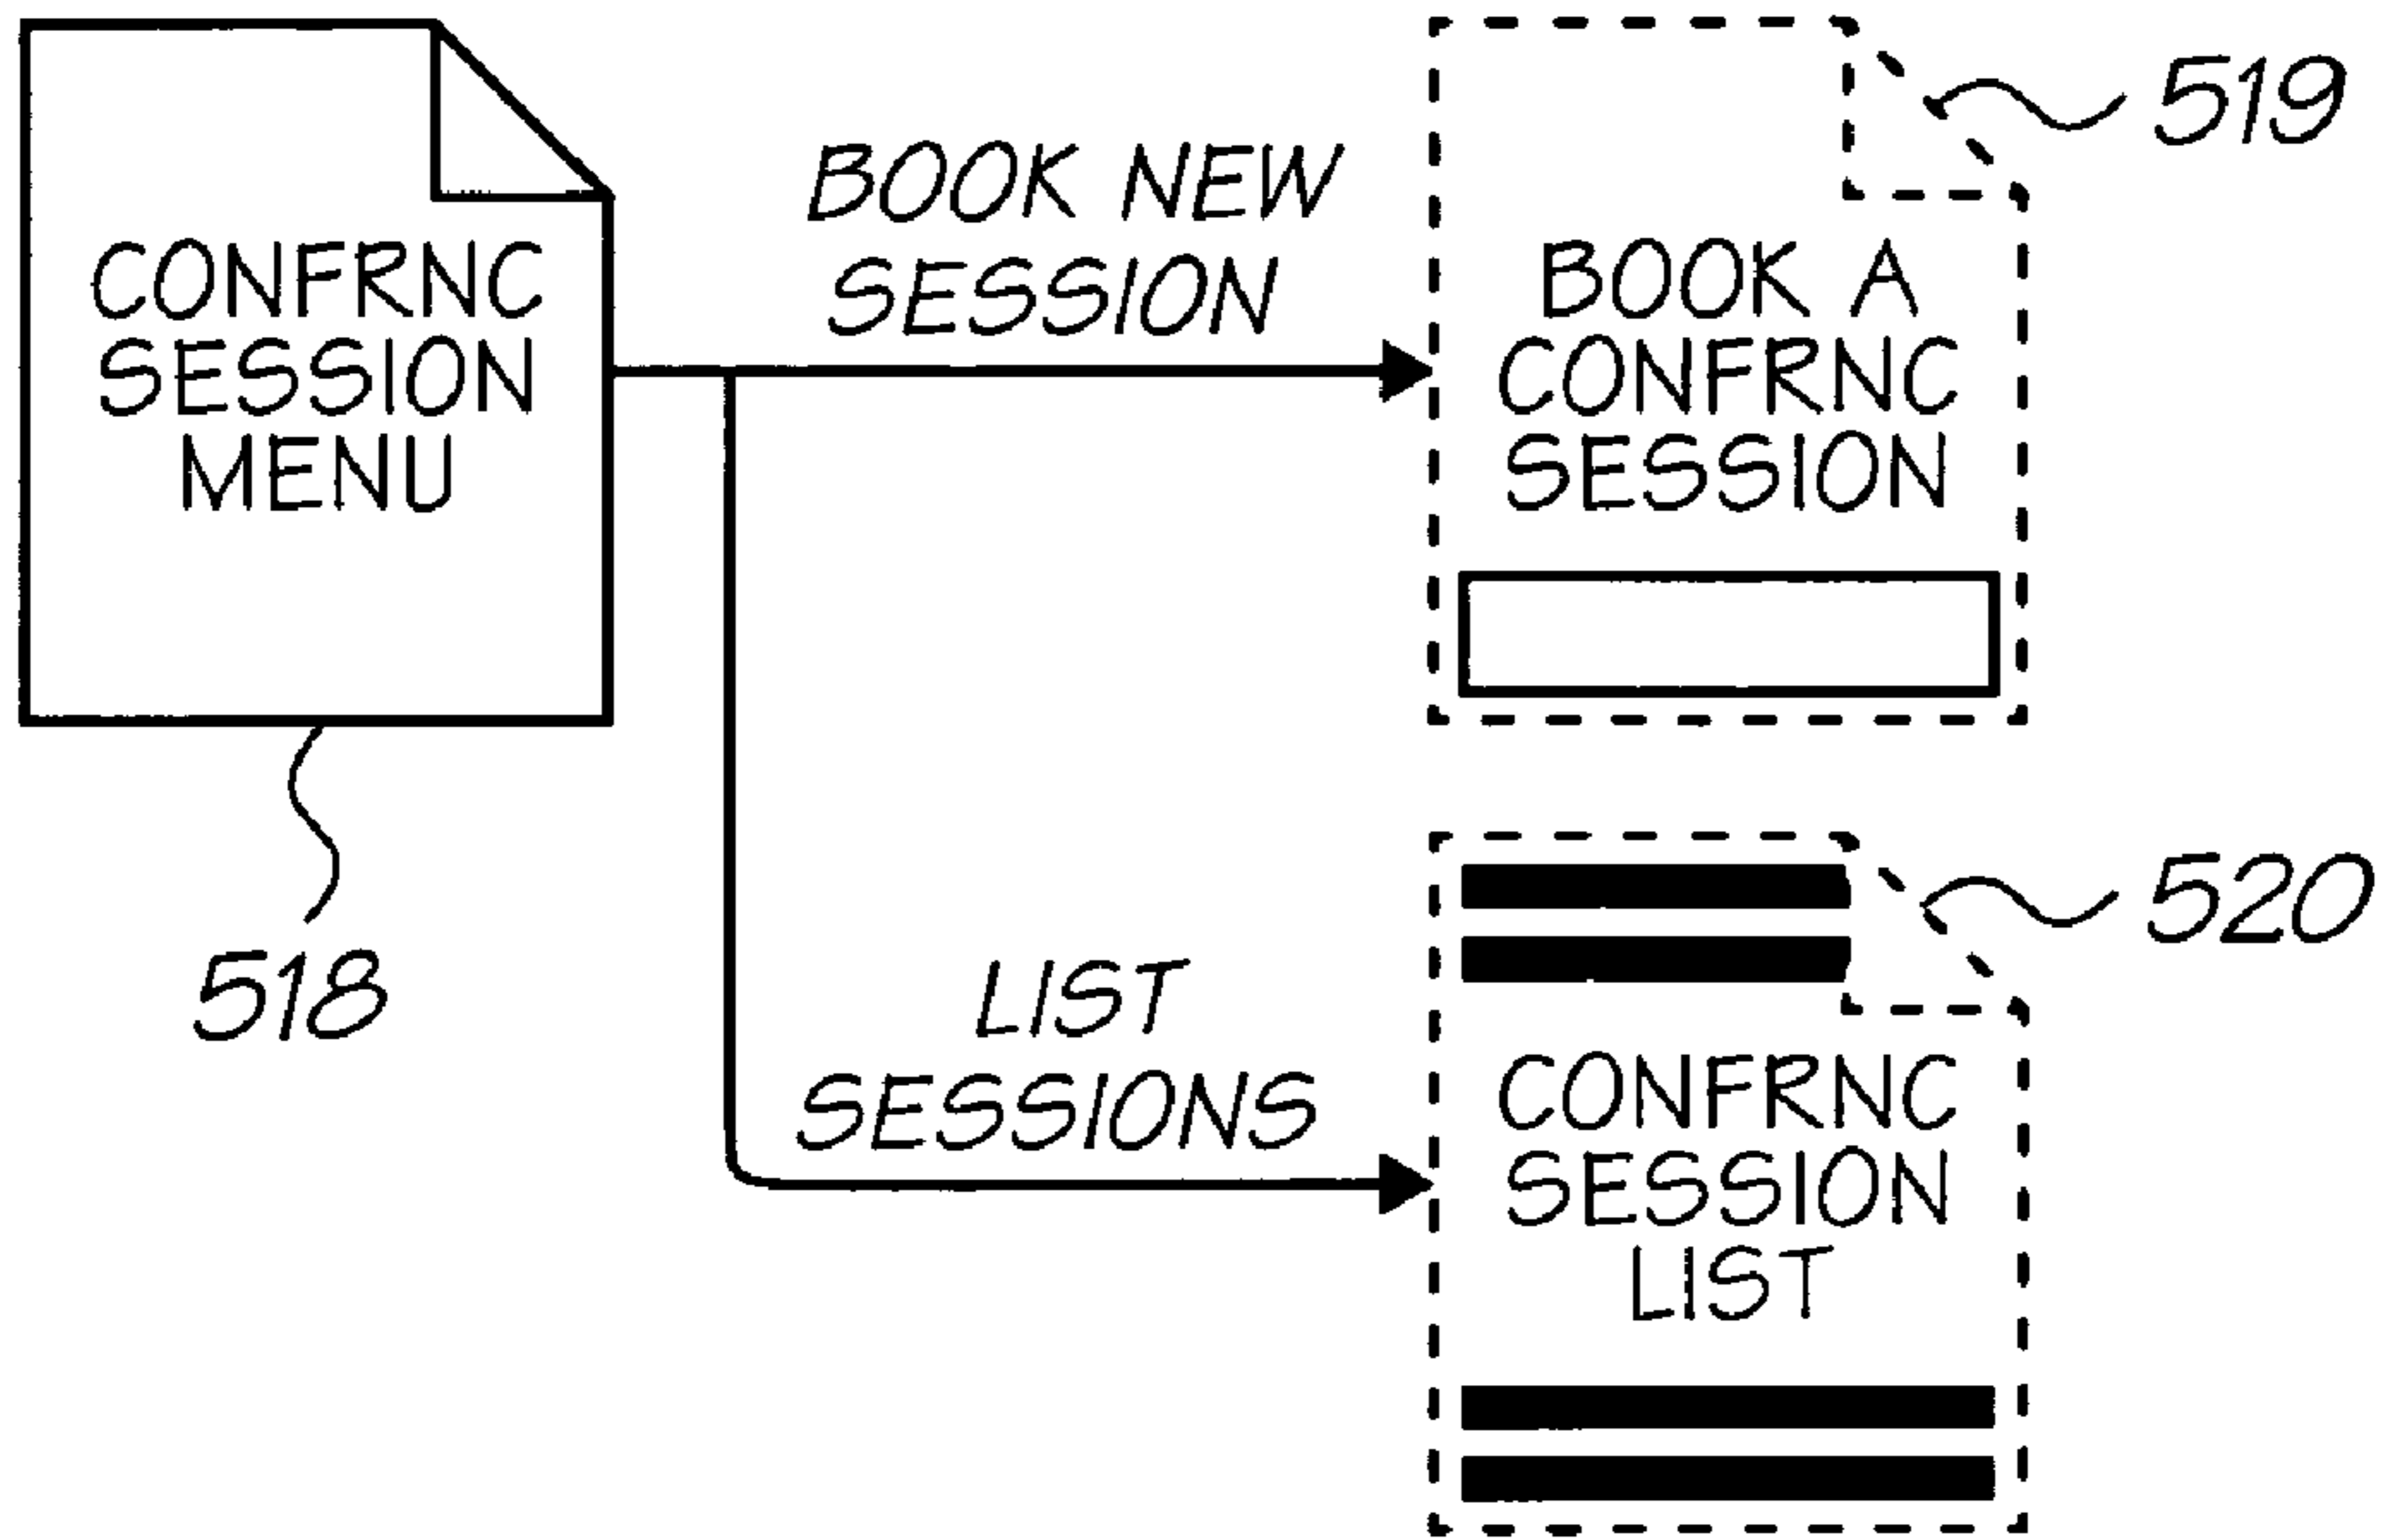 CONFRNC
SESSION
MENU
518
BOOK NEW
SESSION
BOOK A
CONFRNC
SESSION
519
LIST
SESSIONS
CONFRNC
SESSION
LIST
520